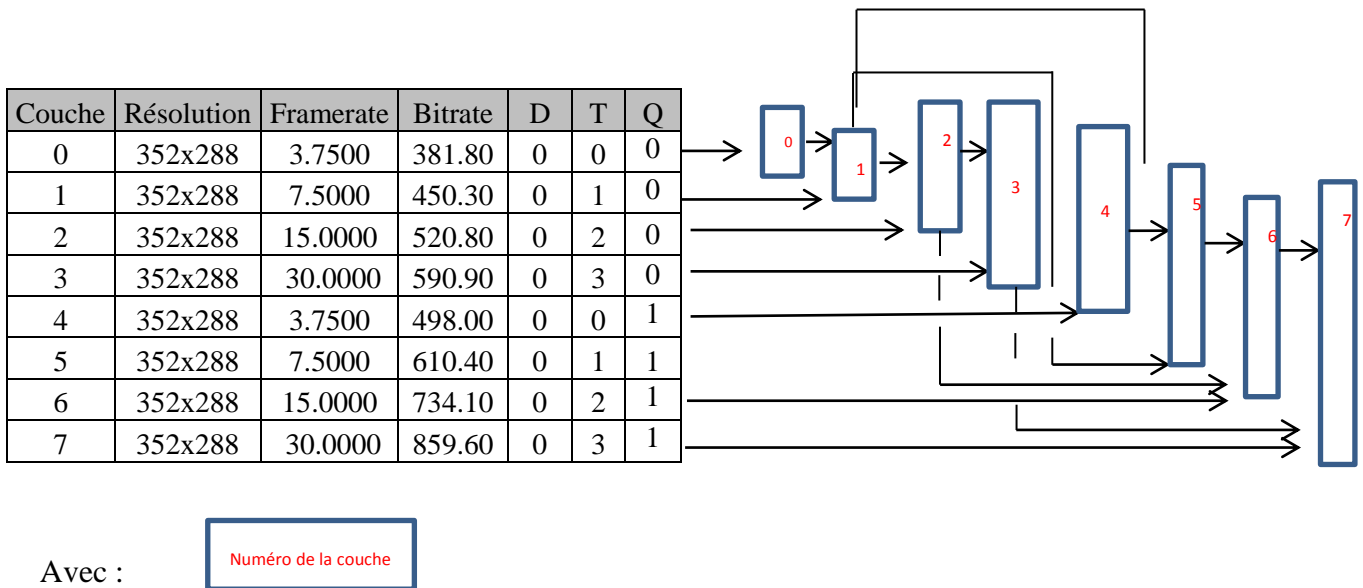 Couche Résolution Framerate Bitrate D T Q
0 352x288 3.7500 381.80 0 0 0
1 352x288 7.5000 450.30 0 1 0
2 352x288 15.0000 520.80 0 2 0
3 352x288 30.0000 590.90 0 3 0
4 352x288 3.7500 498.00 0 0 1
5 352x288 7.5000 610.40 0 1 1
6 352x288 15.0000 734.10 0 2 1
7 352x288 30.0000 859.60 0 3 1
0
1
2
3
4
5
6
7
Avec :
Numéro de la couche